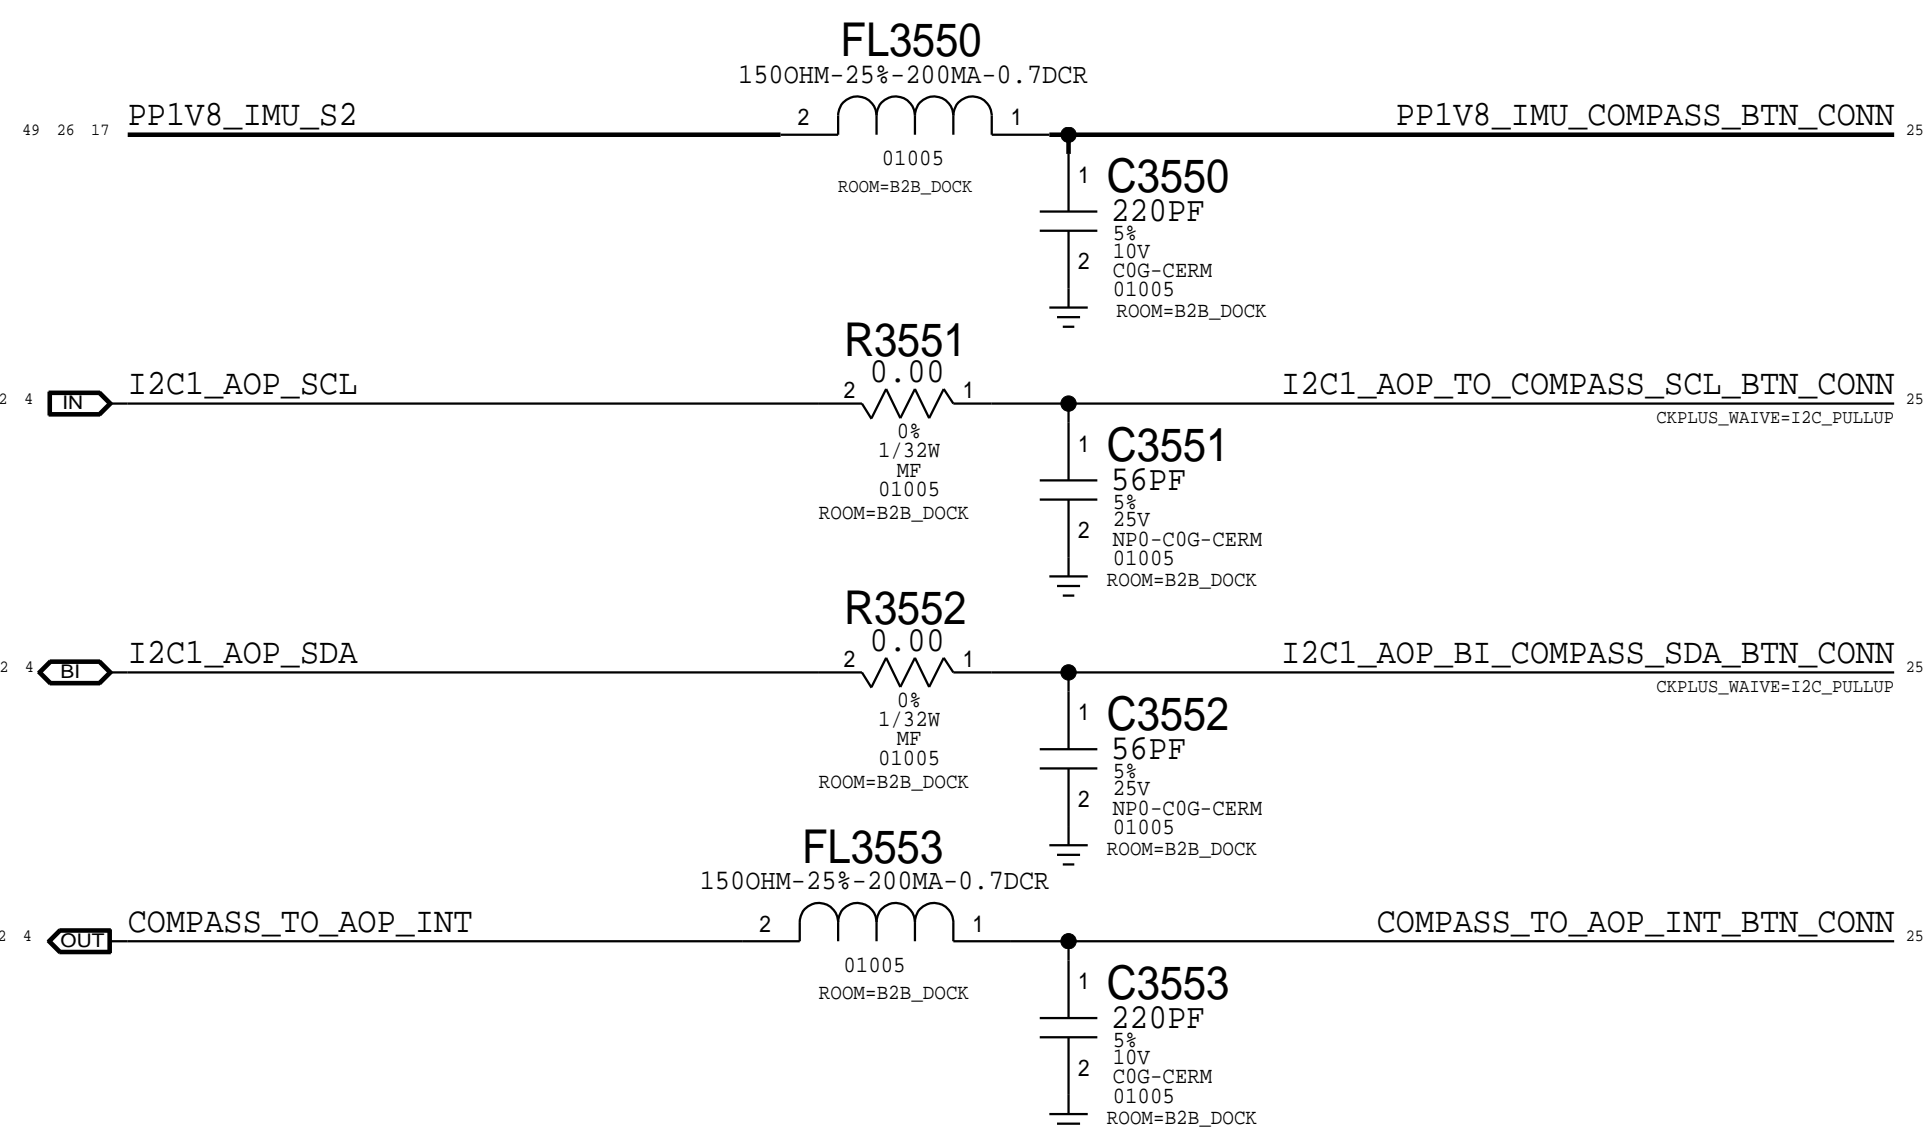 FL3550
150OHM-25%-200MA-0.7DCR
49 26 17 PP1V8_IMU_S2 2 1 PP1V8_IMU_COMPASS_BTN_CONN 25
01005
ROOM=B2B_DOCK
1 C3550
220PF
5%
10V
2 C0G-CERM
01005
ROOM=B2B_DOCK
R3551
0.00
2 4 IN I2C1_AOP_SCL 2 1 I2C1_AOP_TO_COMPASS_SCL_BTN_CONN 25
CKPLUS_WAIVE=I2C_PULLUP
0%
1/32W
MF
01005
ROOM=B2B_DOCK
1 C3551
56PF
5%
25V
2 NP0-C0G-CERM
01005
ROOM=B2B_DOCK
R3552
0.00
2 4 BI I2C1_AOP_SDA 2 1 I2C1_AOP_BI_COMPASS_SDA_BTN_CONN 25
CKPLUS_WAIVE=I2C_PULLUP
0%
1/32W
MF
01005
ROOM=B2B_DOCK
1 C3552
56PF
5%
25V
2 NP0-C0G-CERM
01005
ROOM=B2B_DOCK
FL3553
150OHM-25%-200MA-0.7DCR
2 4 OUT COMPASS_TO_AOP_INT 2 1 COMPASS_TO_AOP_INT_BTN_CONN 25
01005
ROOM=B2B_DOCK
1 C3553
220PF
5%
10V
2 C0G-CERM
01005
ROOM=B2B_DOCK